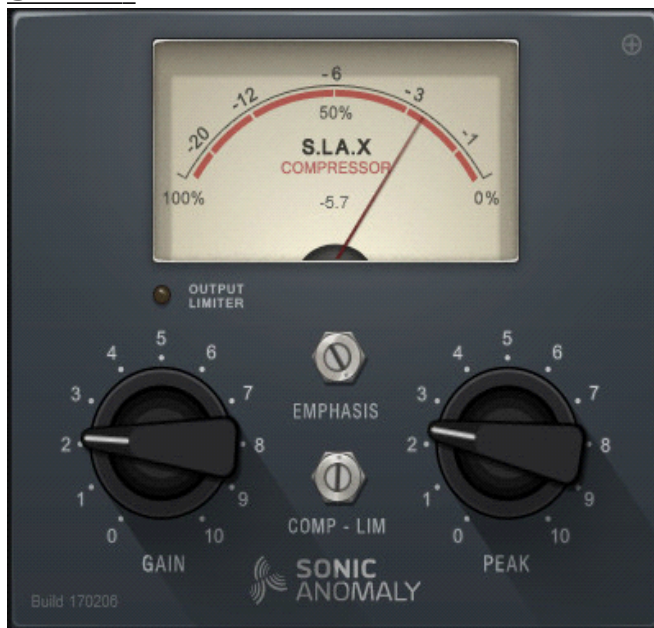 -20
-12
-6
-3
-1
50%
S.LA.X
COMPRESSOR
100%
-5.7
0%
OUTPUT
LIMITER
0
1
2
3
4
5
6
7
8
9
10
GAIN
EMPHASIS
COMP - LIM
0
1
2
3
4
5
6
7
8
9
10
PEAK
SONIC
ANOMALY
Build 170206